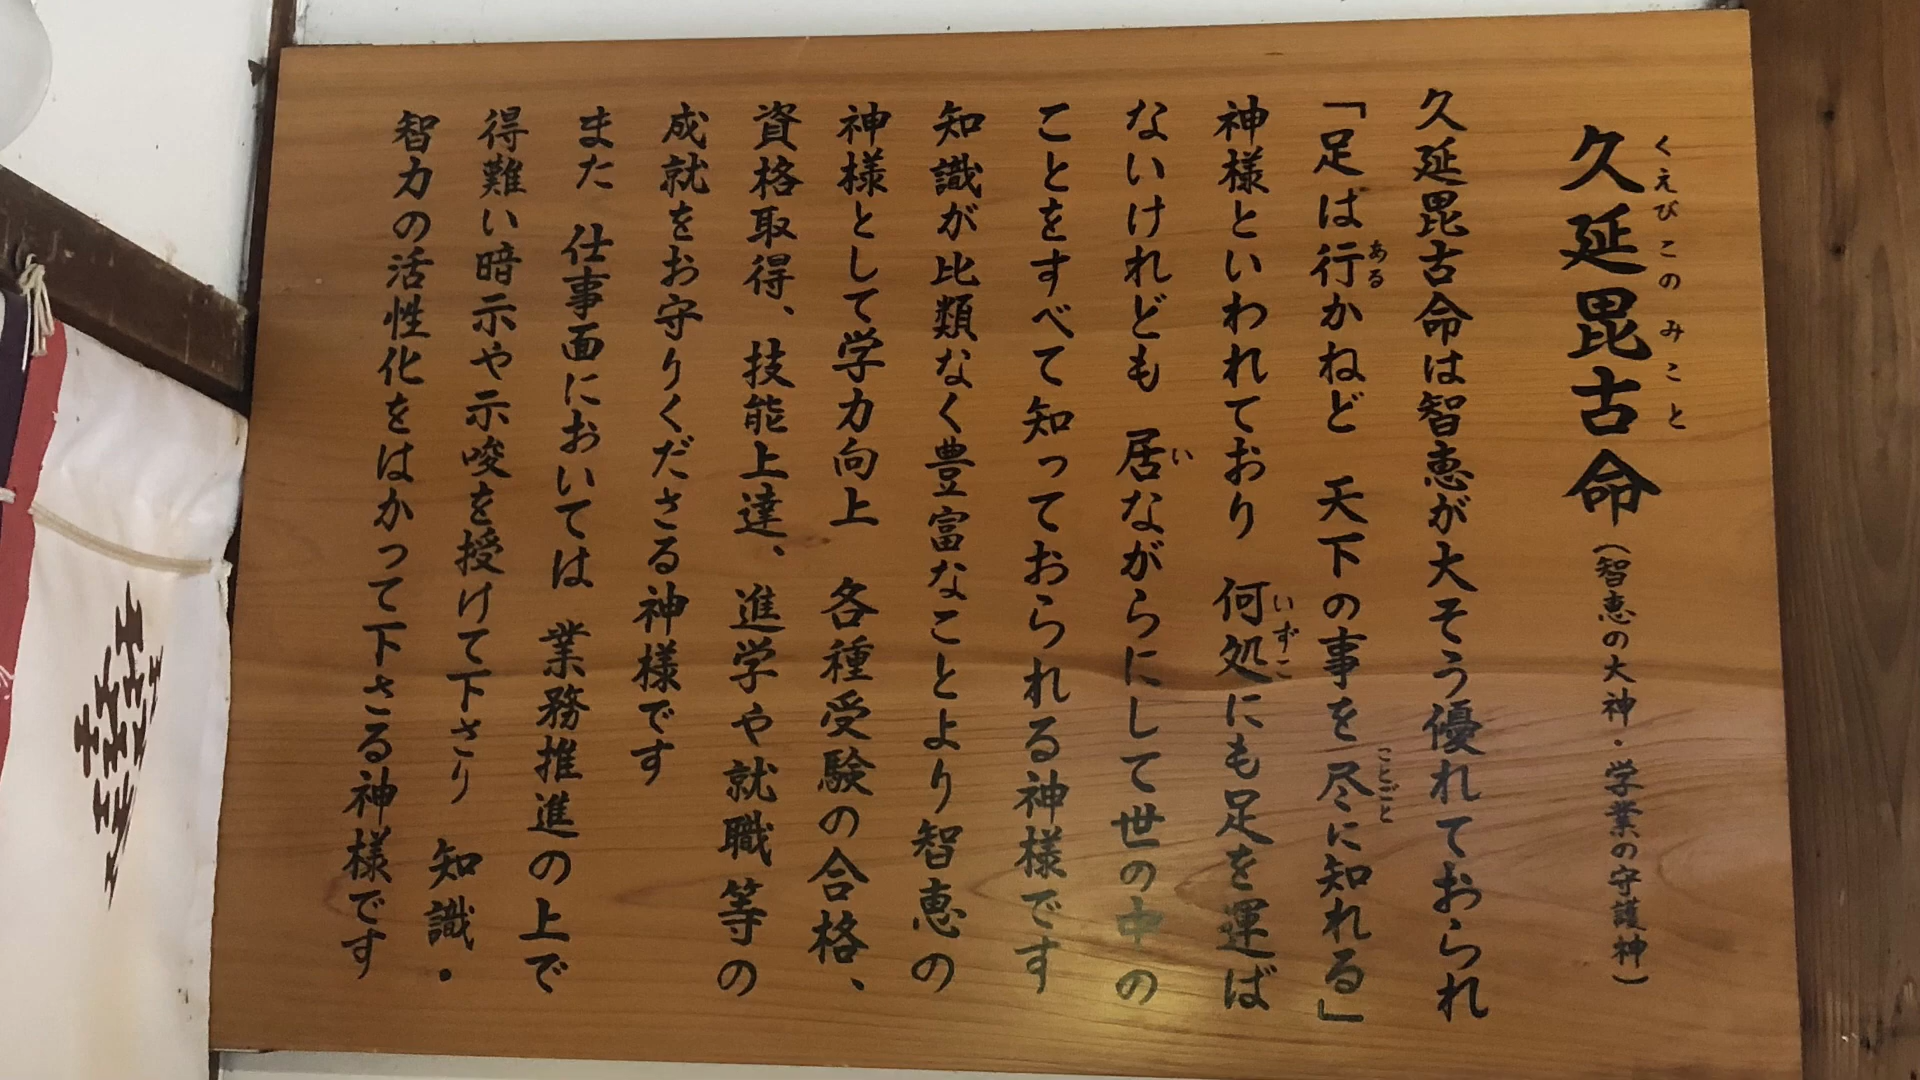 久延毘古命（智恵の大神・学業の守護神）
くえびこのみこと
久延毘古命は智恵が大そう優れておられ
「足は行かねど 天下の事を尽に知れる」
ある
ことごと
神様といわれており 何処にも足を運ば
いずこ
ないけれども 居ながらにして世の中の
い
ことをすべて知っておられる神様です
知識が比類なく豊富なことより智恵の
神様として学力向上 各種受験の合格、
資格取得、技能上達、進学や就職等の
成就をお守りくださる神様です
また 仕事面においては 業務推進の上で
得難い暗示や示唆を授けて下さり 知識・
智力の活性化をはかって下さる神様です